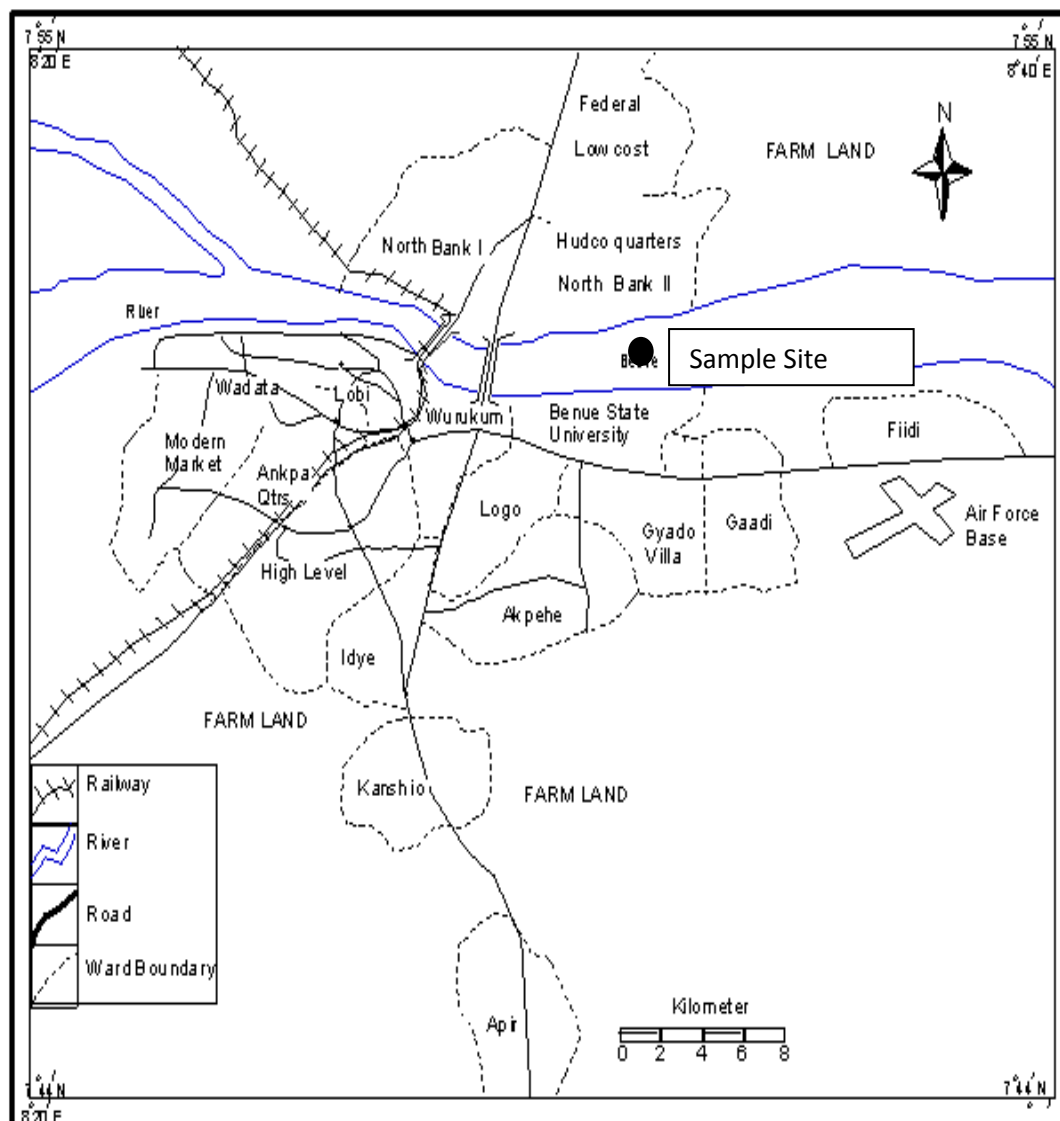 7°55 N
7°55 N
8°20 E
8°40 E
Federal
Low cost
FARM LAND
N
North Bank I
Hudco quarters
North Bank II
River
Sample Site
Wadata
Lobi
Wurukum
Benue State
University
Fiidi
Modern
Market
Ankpa
Qtrs
Logo
Gyado
Villa
Gaadi
Air Force
Base
High Level
Akpehe
Idye
FARM LAND
Kanshio
FARM LAND
Railway
River
Road
Ward Boundary
Apir
Kilometer
0 2 4 6 8
7°44 N
7°44 N
8°20 E